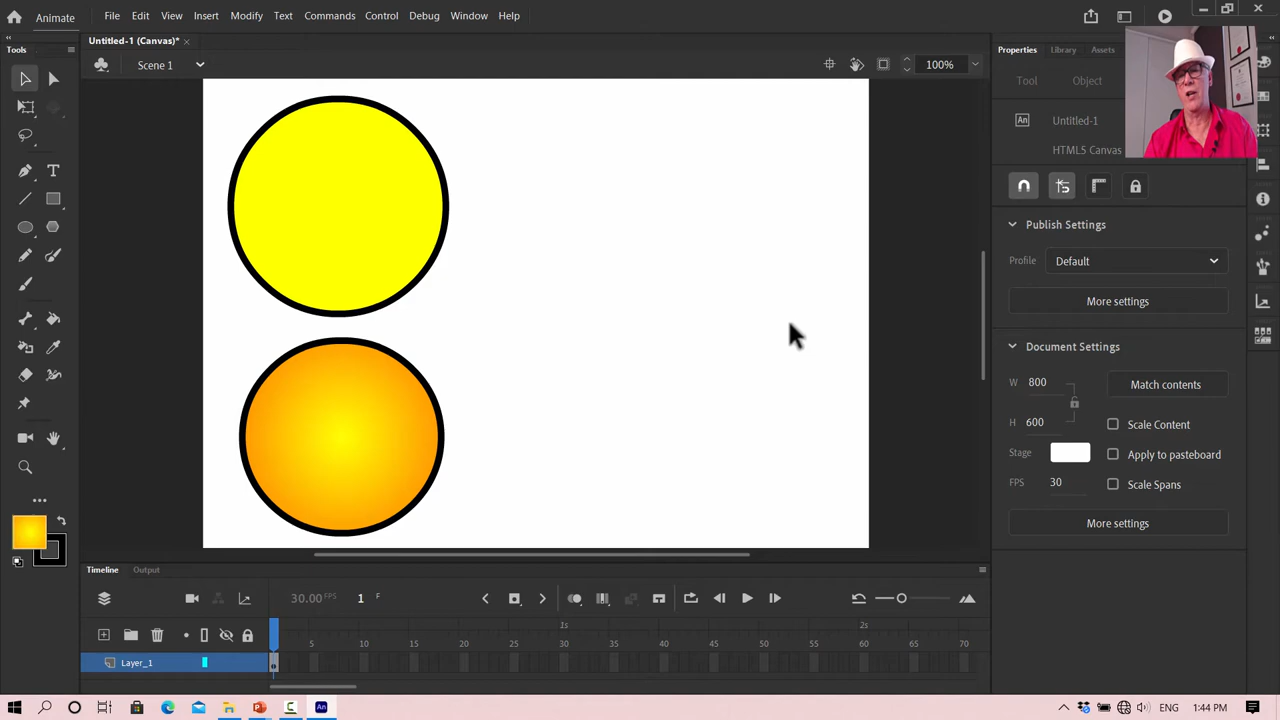 Animate File Edit View Insert Modify Text Commands Control Debug Window Help
Untitled-1 (Canvas)*
Tools
Scene 1
100%
Properties Library Assets
Tool Object
An Untitled-1
HTML5 Canvas
Publish Settings
Profile Default
More settings
Document Settings
W 800 Match contents
H 600 Scale Content
Stage Apply to pasteboard
FPS 30 Scale Spans
More settings
T
Timeline Output
30.00 FPS 1 F
1s 2s
5 10 15 20 25 30 35 40 45 50 55 60 65 70
Layer_1
An
ENG 1:44 PM